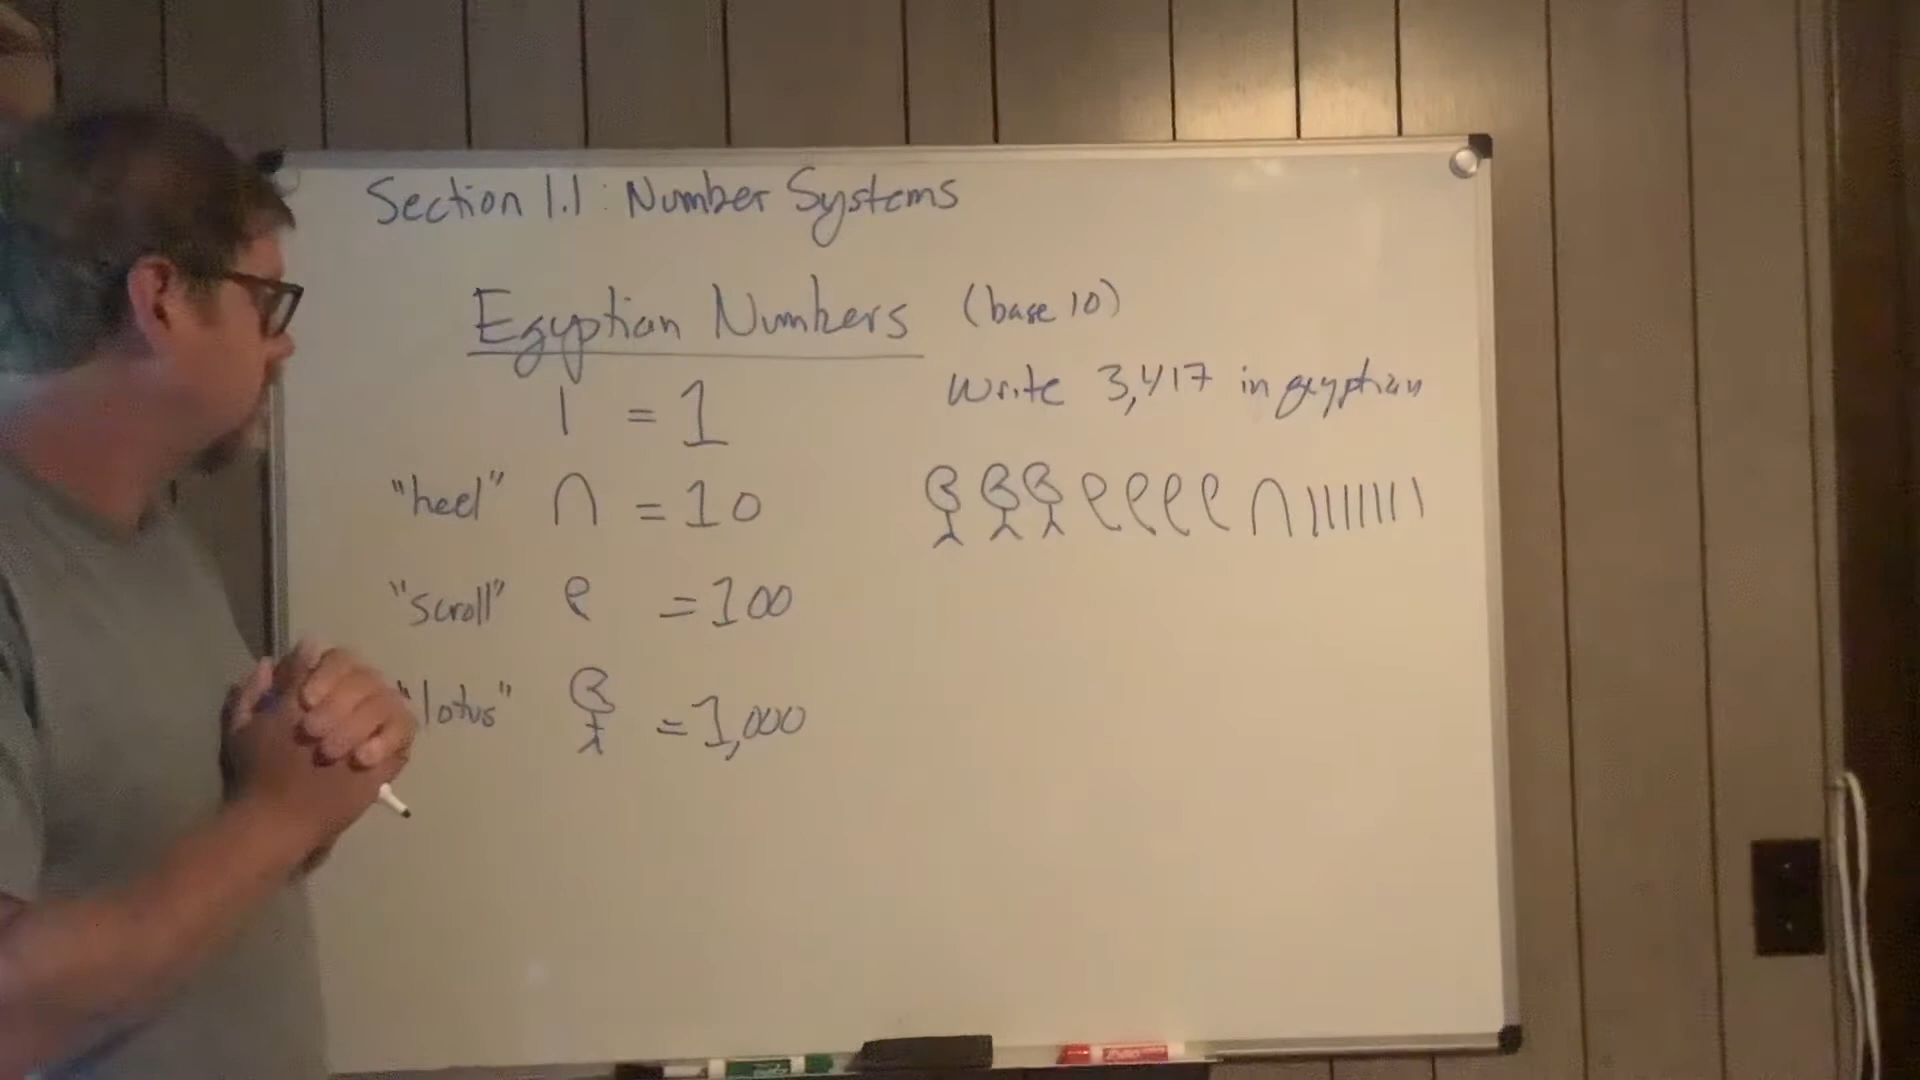 Section 1.1: Number Systems
Egyptian Numbers (base 10)
| = 1
"heel" ∩ = 10
"scroll" = 100
"lotus" = 1,000
Write 3,417 in egyptian
∩|||||||